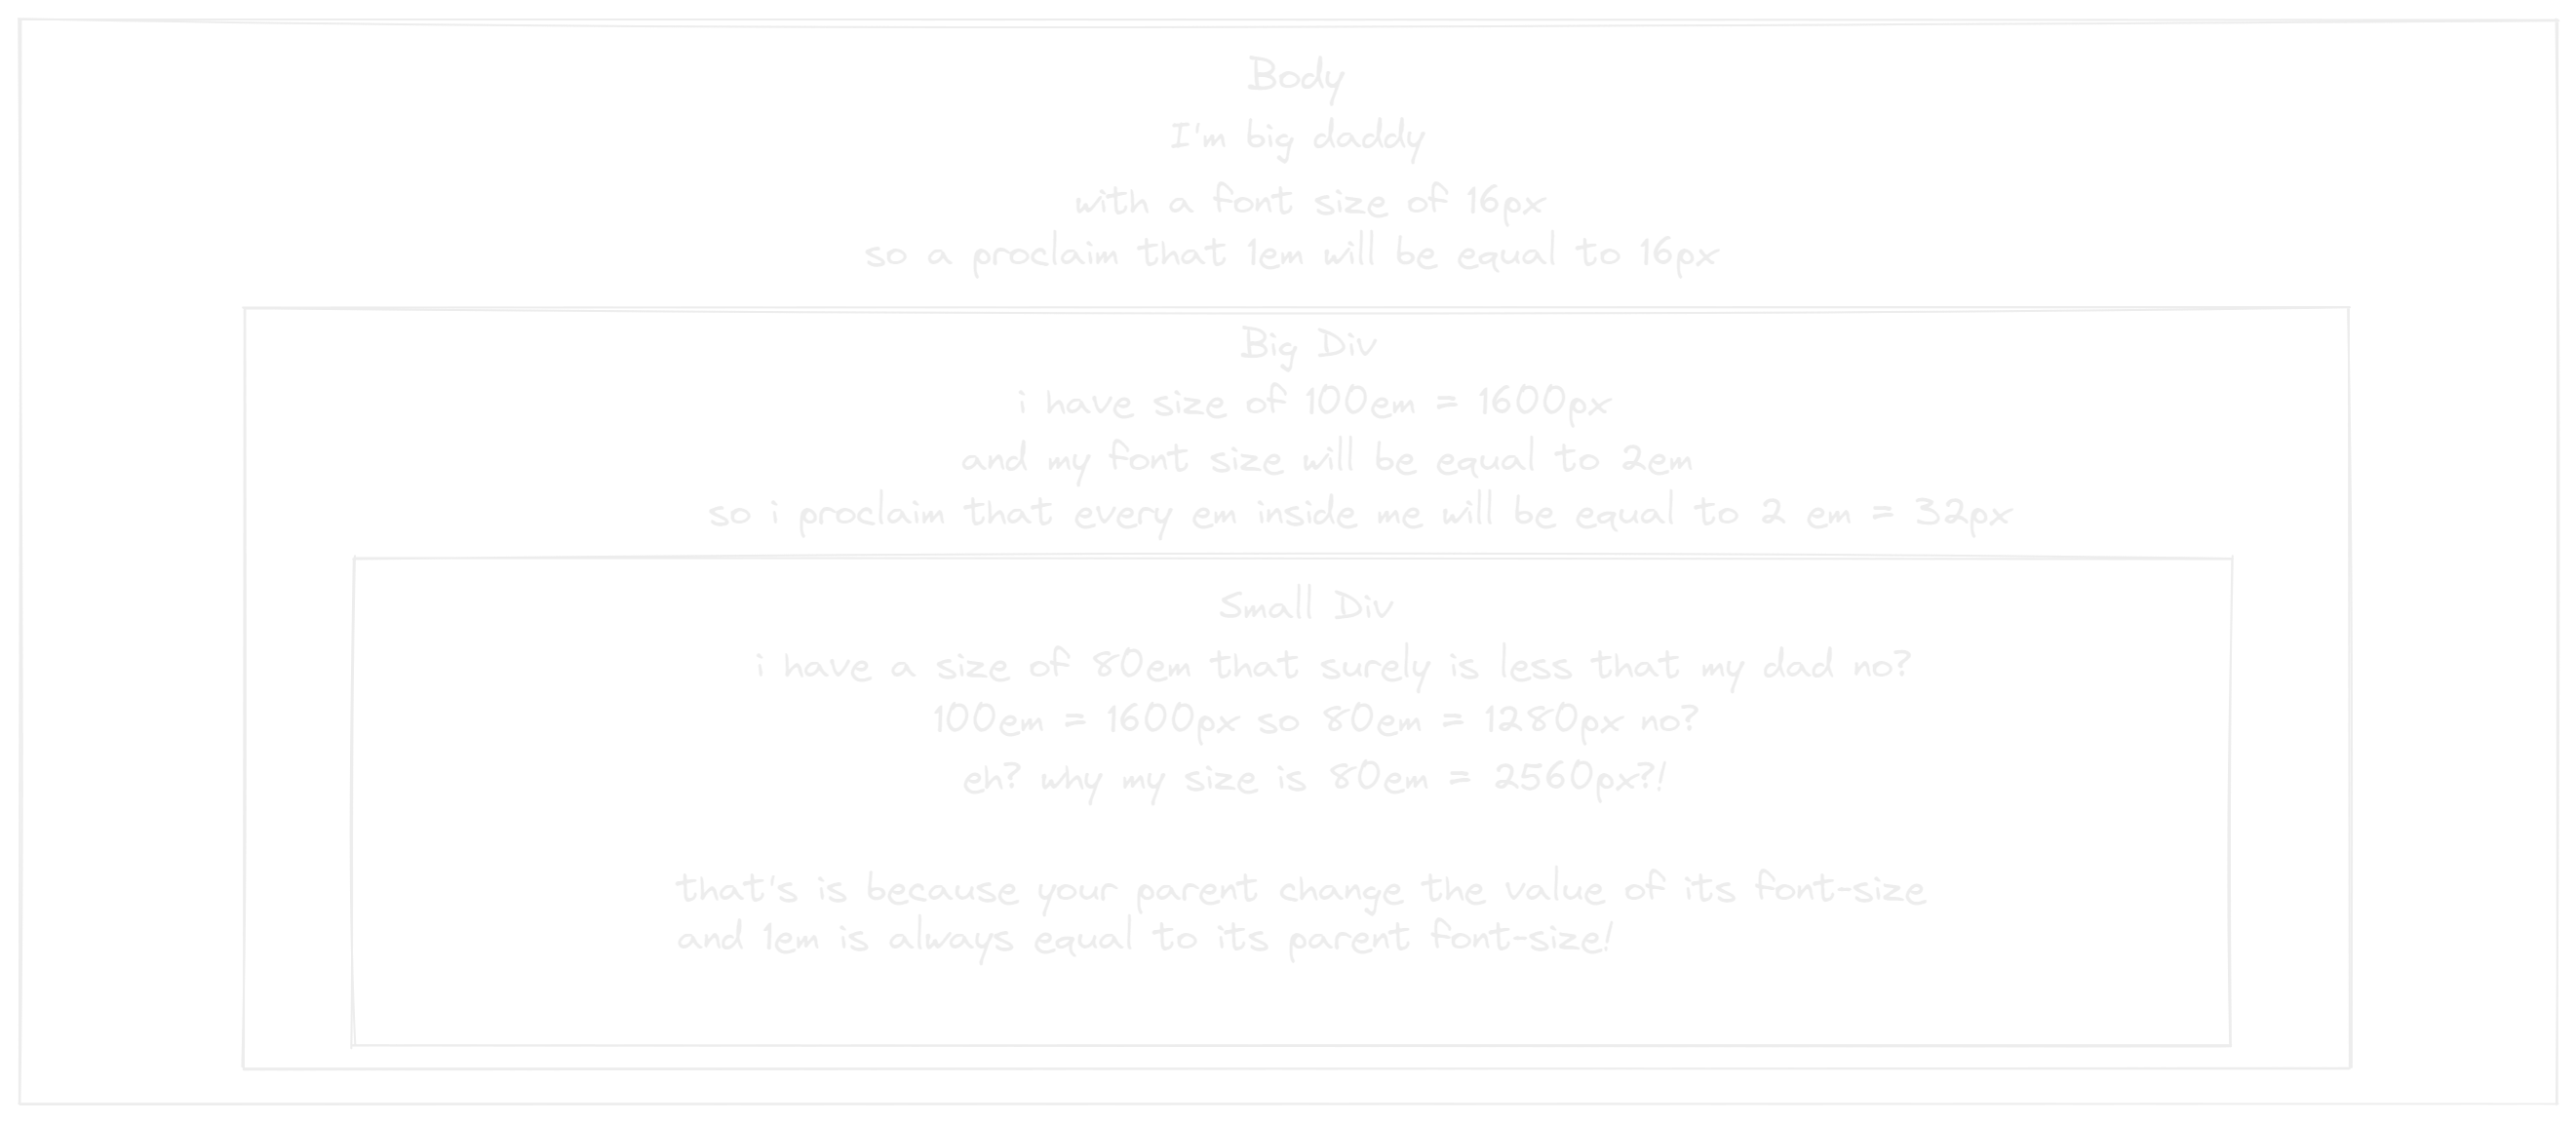 Body
I'm big daddy
with a font size of 16px
so a proclaim that 1em will be equal to 16px
Big Div
i have size of 100em = 1600px
and my font size will be equal to 2em
so i proclaim that every em inside me will be equal to 2 em = 32px
Small Div
i have a size of 80em that surely is less that my dad no?
100em = 1600px so 80em = 1280px no?
eh? why my size is 80em = 2560px?!
that's is because your parent change the value of its font-size
and 1em is always equal to its parent font-size!